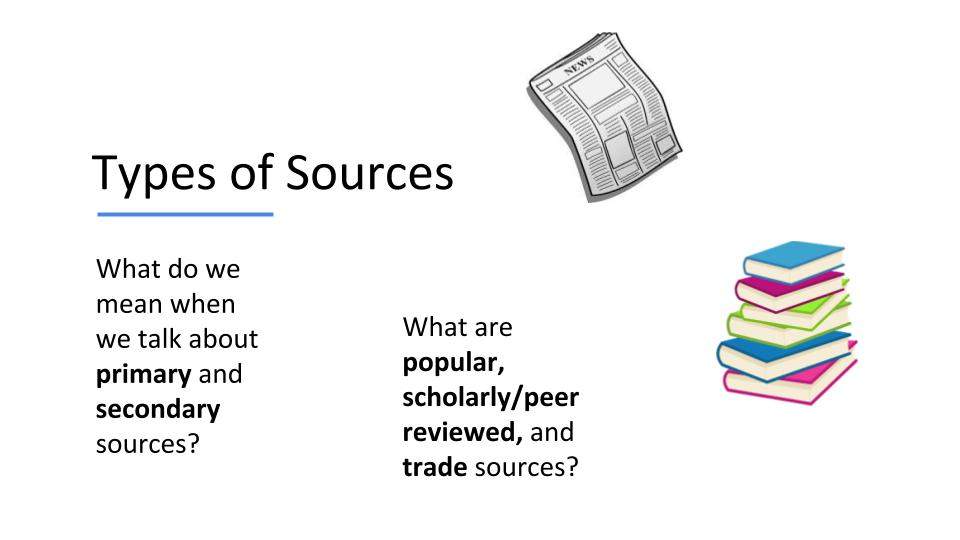 NEWS
Types of Sources
What do we
mean when
we talk about
primary and
secondary
sources?
What are
popular,
scholarly/peer
reviewed, and
trade sources?